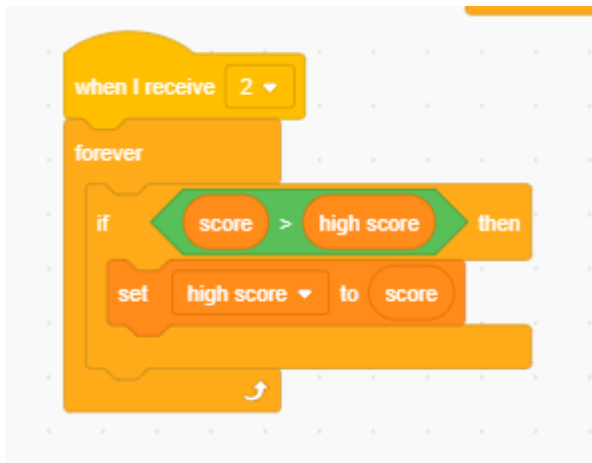 when I receive 2
forever
if score > high score then
set high score to score